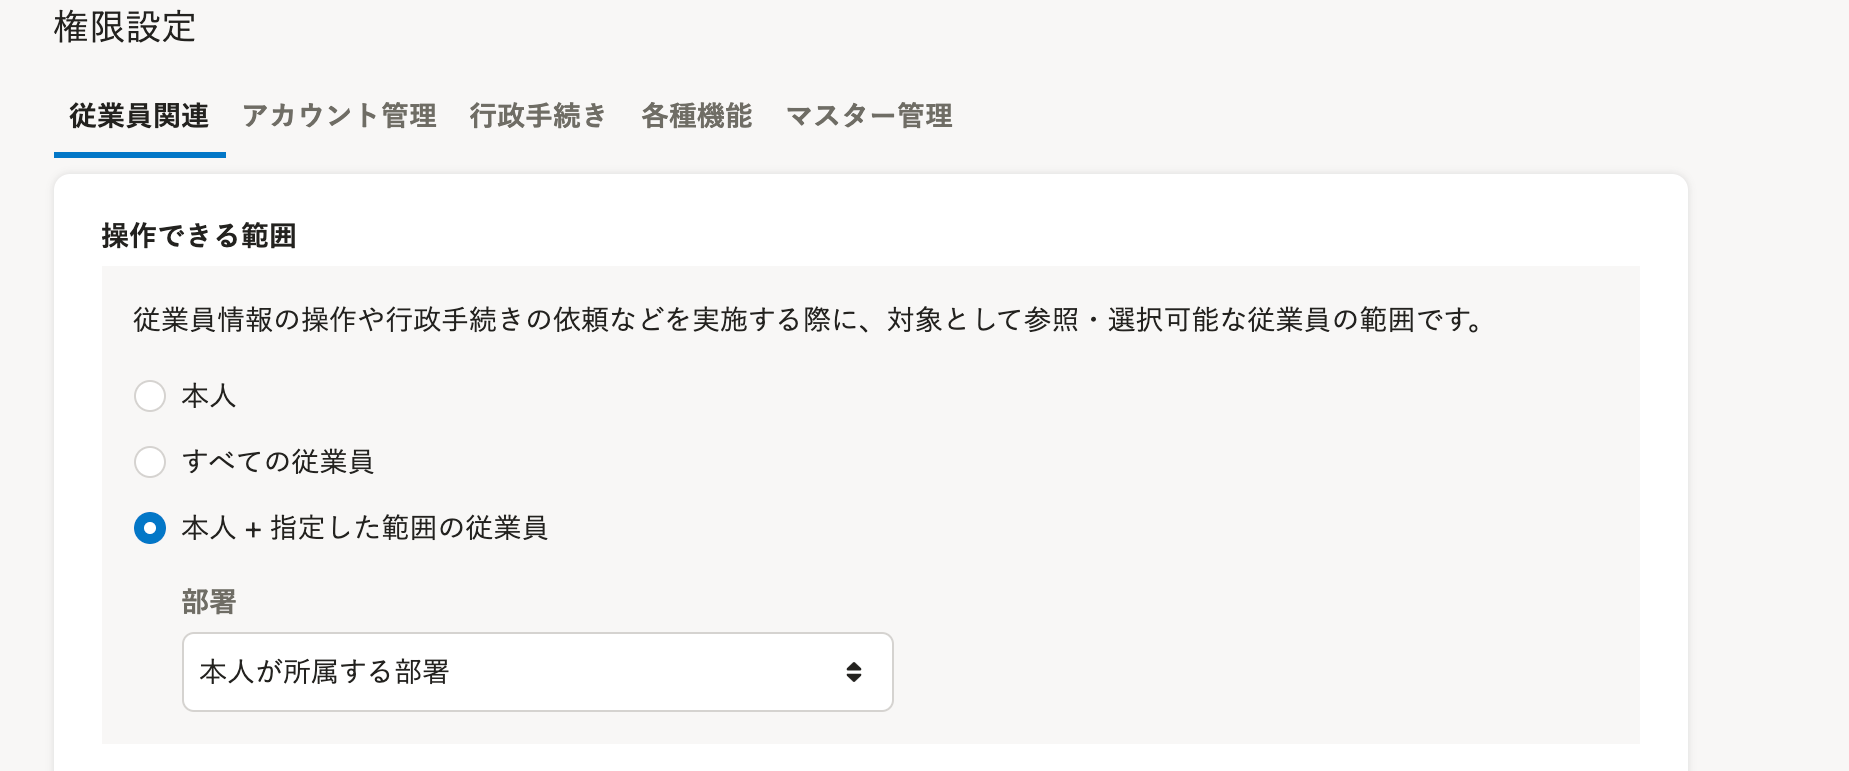 権限設定
従業員関連 アカウント管理 行政手続き 各種機能 マスター管理
操作できる範囲
従業員情報の操作や行政手続きの依頼などを実施する際に、対象として参照・選択可能な従業員の範囲です。
本人
すべての従業員
本人 + 指定した範囲の従業員
部署
本人が所属する部署